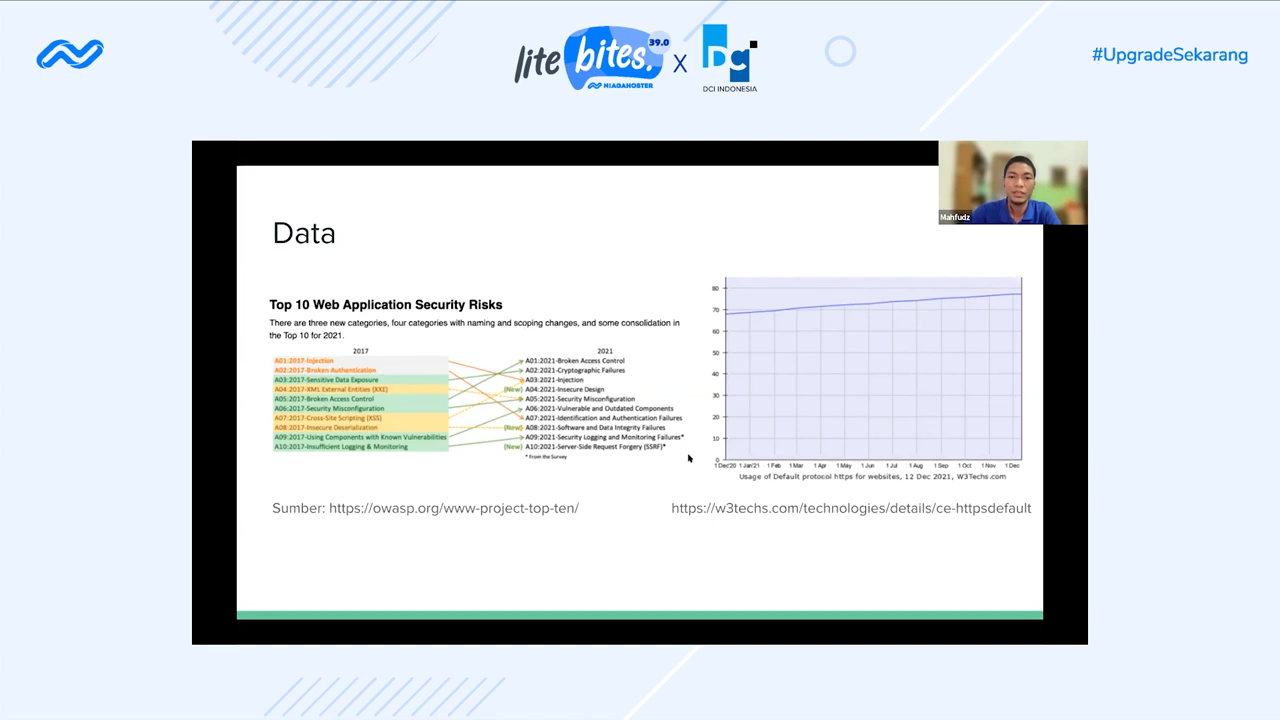 lite bites. 39.0
NIAGAHOSTER
X
DCI INDONESIA
#UpgradeSekarang
Mahfudz
Data
Top 10 Web Application Security Risks
There are three new categories, four categories with naming and scoping changes, and some consolidation in
the Top 10 for 2021.
2017
A01:2017-Injection
A02:2017-Broken Authentication
A03:2017-Sensitive Data Exposure
A04:2017-XML External Entities (XXE)
A05:2017-Broken Access Control
A06:2017-Security Misconfiguration
A07:2017-Cross-Site Scripting (XSS)
A08:2017-Insecure Deserialization
A09:2017-Using Components with Known Vulnerabilities
A10:2017-Insufficient Logging & Monitoring
2021
A01:2021-Broken Access Control
A02:2021-Cryptographic Failures
A03:2021-Injection
(New) A04:2021-Insecure Design
A05:2021-Security Misconfiguration
A06:2021-Vulnerable and Outdated Components
A07:2021-Identification and Authentication Failures
(New) A08:2021-Software and Data Integrity Failures
A09:2021-Security Logging and Monitoring Failures*
(New) A10:2021-Server-Side Request Forgery (SSRF)*
* From the Survey
80
70
60
50
40
30
20
10
0
1 Dec'20 1 Jan'21 1 Feb 1 Mar 1 Apr 1 May 1 Jun 1 Jul 1 Aug 1 Sep 1 Oct 1 Nov 1 Dec
Usage of Default protocol https for websites, 12 Dec 2021, W3Techs.com
Sumber: https://owasp.org/www-project-top-ten/
https://w3techs.com/technologies/details/ce-httpsdefault